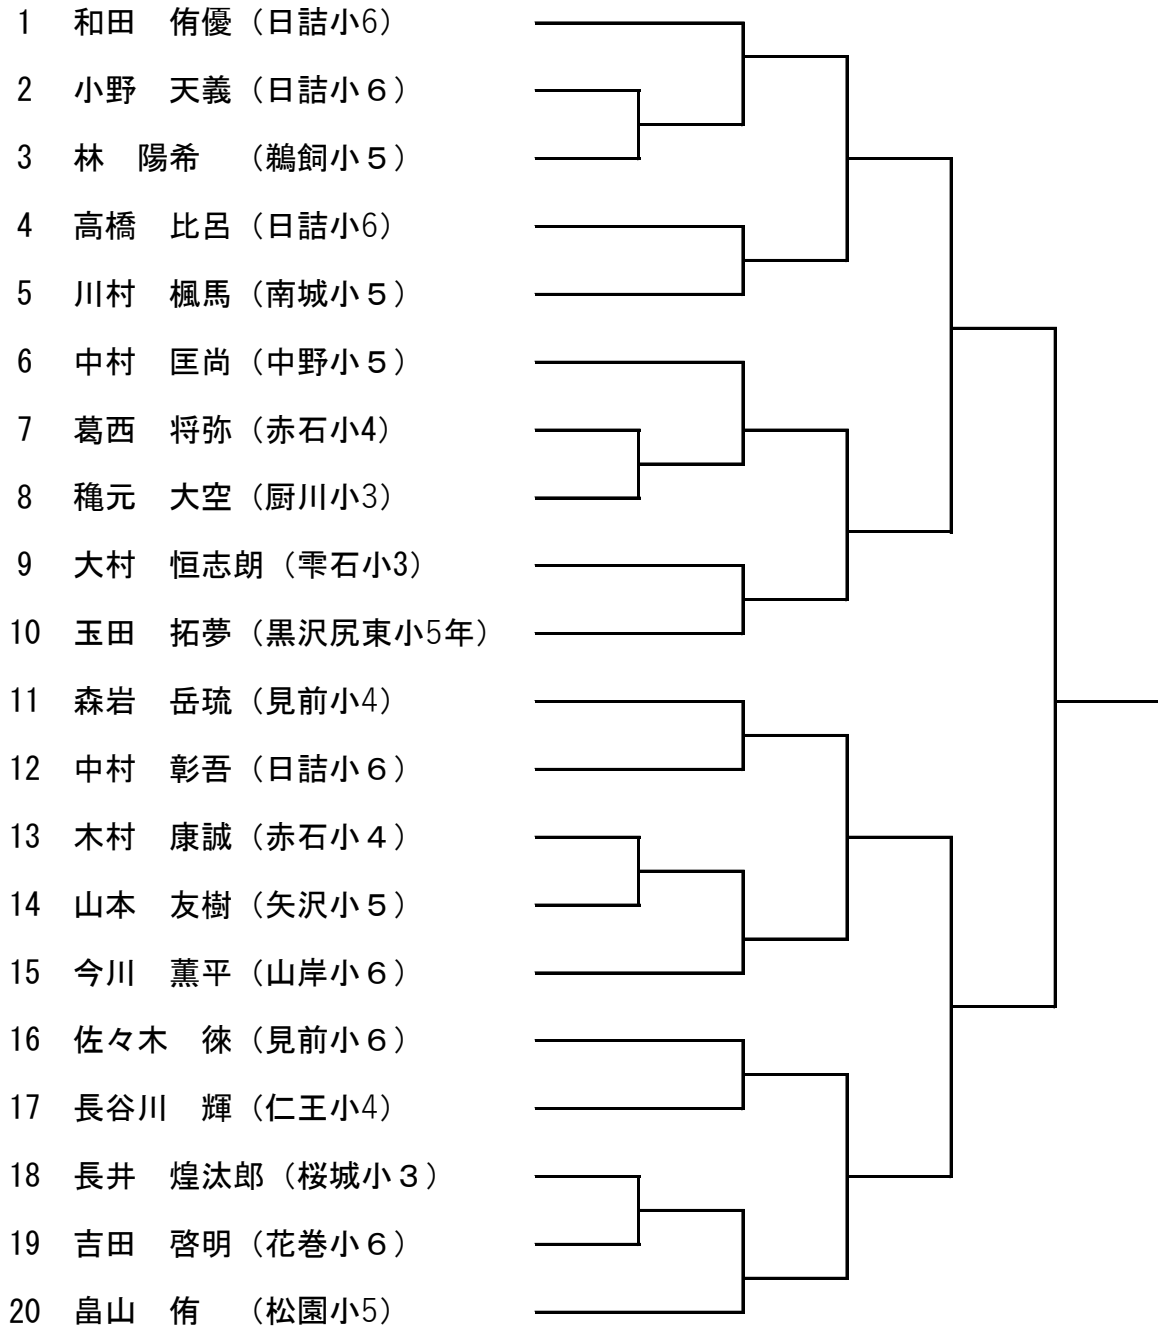 1 和田　侑優（日詰小6）
2 小野　天義（日詰小６）
3 林　陽希　（鵜飼小５）
4 高橋　比呂（日詰小6）
5 川村　楓馬（南城小５）
6 中村　匡尚（中野小５）
7 葛西　将弥（赤石小4）
8 穐元　大空（厨川小3）
9 大村　恒志朗（雫石小3）
10 玉田　拓夢（黒沢尻東小5年）
11 森岩　岳琉（見前小4）
12 中村　彰吾（日詰小６）
13 木村　康誠（赤石小４）
14 山本　友樹（矢沢小５）
15 今川　薫平（山岸小６）
16 佐々木　徠（見前小６）
17 長谷川　輝（仁王小4）
18 長井　煌汰郎（桜城小３）
19 吉田　啓明（花巻小６）
20 畠山　侑　（松園小5）